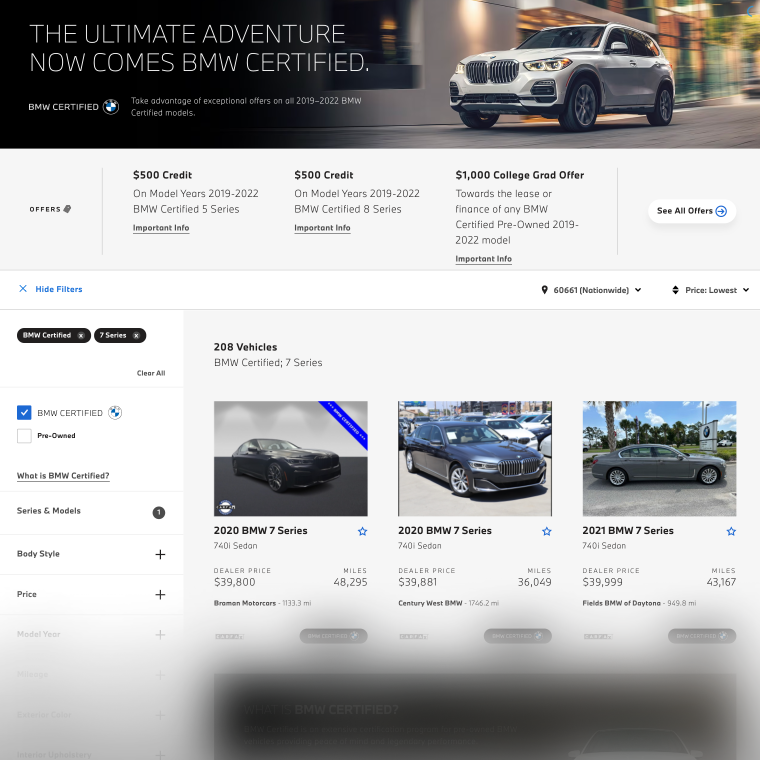 THE ULTIMATE ADVENTURE
NOW COMES BMW CERTIFIED.
BMW CERTIFIED
Take advantage of exceptional offers on all 2019–2022 BMW
Certified models.
OFFERS
$500 Credit
On Model Years 2019-2022
BMW Certified 5 Series
Important Info
$500 Credit
On Model Years 2019-2022
BMW Certified 8 Series
Important Info
$1,000 College Grad Offer
Towards the lease or
finance of any BMW
Certified Pre-Owned 2019-
2022 model
Important Info
See All Offers
Hide Filters
60661 (Nationwide)
Price: Lowest
BMW Certified
7 Series
Clear All
BMW CERTIFIED
Pre-Owned
What is BMW Certified?
Series & Models
1
Body Style
Price
Model Year
Mileage
Exterior Color
Interior Upholstery
208 Vehicles
BMW Certified; 7 Series
2020 BMW 7 Series
740i Sedan
DEALER PRICE
MILES
$39,800
48,295
Braman Motorcars - 1133.3 mi
CARFAX
BMW CERTIFIED
2020 BMW 7 Series
740i Sedan
DEALER PRICE
MILES
$39,881
36,049
Century West BMW - 1746.2 mi
CARFAX
BMW CERTIFIED
2021 BMW 7 Series
740i Sedan
DEALER PRICE
MILES
$39,999
43,167
Fields BMW of Daytona - 949.8 mi
CARFAX
BMW CERTIFIED
WHAT IS BMW CERTIFIED?